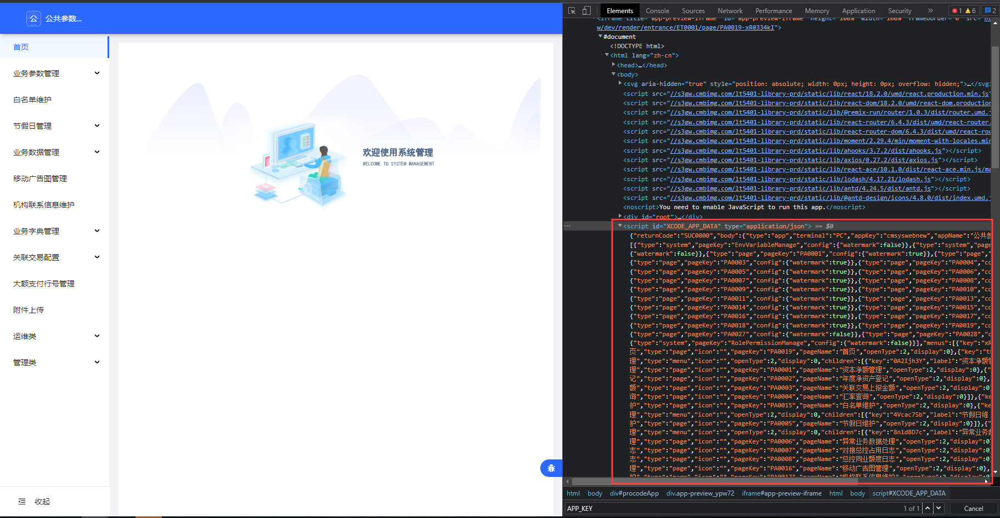 公 公共参数...
首页
业务参数管理
白名单维护
节假日管理
业务数据管理
移动广告图管理
机构联系信息维护
业务字典管理
关联交易配置
大额支付行号管理
附件上传
运维类
管理类
收起
欢迎使用系统管理
WELCOME TO SYSTEM MANAGEMENT
Elements Console Sources Network Performance Memory Application Security » 1 6 2
<iframe title="app-preview-iframe" id="app-preview-iframe" height="100%" width="100%" frameborder="0" src="
w/dev/render/entrance/ET0001/page/PA0019-xR0334kI">
#document
<!DOCTYPE html>
<html lang="zh-cn">
<head>…</head>
<body>
<svg aria-hidden="true" style="position: absolute; width: 0px; height: 0px; overflow: hidden;">…</svg>
<script src="//s3gw.cmbimg.com/lt5401-library-prd/static/lib/react/18.2.0/umd/react.production.min.js"
<script src="//s3gw.cmbimg.com/lt5401-library-prd/static/lib/react-dom/18.2.0/umd/react-dom.production
<script src="//s3gw.cmbimg.com/lt5401-library-prd/static/lib/@remix-run/router/1.0.3/dist/router.umd.j
<script src="//s3gw.cmbimg.com/lt5401-library-prd/static/lib/react-router/6.4.3/dist/umd/react-router.
<script src="//s3gw.cmbimg.com/lt5401-library-prd/static/lib/react-router-dom/6.4.3/dist/umd/react-rou
<script src="//s3gw.cmbimg.com/lt5401-library-prd/static/lib/moment/2.29.4/min/moment-with-locales.min
<script src="//s3gw.cmbimg.com/lt5401-library-prd/static/lib/ahooks/3.7.2/dist/ahooks.js"></script>
<script src="//s3gw.cmbimg.com/lt5401-library-prd/static/lib/axios/0.27.2/dist/axios.js"></script>
<script src="//s3gw.cmbimg.com/lt5401-library-prd/static/lib/react-ace/10.1.0/dist/react-ace.min.js/ma
<script src="//s3gw.cmbimg.com/lt5401-library-prd/static/lib/lodash/4.17.21/lodash.js"></script>
<script src="//s3gw.cmbimg.com/lt5401-library-prd/static/lib/antd/4.24.5/dist/antd.js"></script>
<script src="//s3gw.cmbimg.com/lt5401-library-prd/static/lib/@antd-design/icons/4.8.0/dist/index.umd.j
<noscript>You need to enable JavaScript to run this app.</noscript>
<div id="root">…</div>
<script id="XCODE_APP_DATA" type="application/json"> == $0
{"returnCode":"SUC0000","body":{"type":"app","terminal":"PC","appKey":"cmsyswebnew","appName":"公共参
[{"type":"system","pageKey":"EnvVariableManage","config":{"watermark":false}},{"type":"system","page
{"watermark":false}},{"type":"page","pageKey":"PA0001","config":{"watermark":true}},{"type":"page","
{"type":"page","pageKey":"PA0003","config":{"watermark":true}},{"type":"page","pageKey":"PA0004","co
{"type":"page","pageKey":"PA0005","config":{"watermark":true}},{"type":"page","pageKey":"PA0006","co
{"type":"page","pageKey":"PA0007","config":{"watermark":true}},{"type":"page","pageKey":"PA0008","co
{"type":"page","pageKey":"PA0009","config":{"watermark":true}},{"type":"page","pageKey":"PA0010","co
{"type":"page","pageKey":"PA0011","config":{"watermark":true}},{"type":"page","pageKey":"PA0013","co
{"type":"page","pageKey":"PA0014","config":{"watermark":true}},{"type":"page","pageKey":"PA0015","co
{"type":"page","pageKey":"PA0016","config":{"watermark":true}},{"type":"page","pageKey":"PA0017","co
{"type":"page","pageKey":"PA0018","config":{"watermark":true}},{"type":"page","pageKey":"PA0019","co
{"type":"page","pageKey":"PA0027","config":{"watermark":false}},{"type":"page","pageKey":"PA0028","c
{"type":"system","pageKey":"RolePermissionManage","config":{"watermark":false}}],"menus":[{"key":"xR
页","type":"page","icon":"","pageKey":"PA0019","pageName":"首页","openType":2,"display":0},{"key":"t
理","type":"menu","icon":"","openType":2,"display":0,"children":[{"key":"0A2Ijh3Y","label":"资本净额管
理","type":"page","icon":"","pageKey":"PA0001","pageName":"资本净额管理","openType":2,"display":0},{"
记","type":"page","icon":"","pageKey":"PA0002","pageName":"年度净资产登记","openType":2,"display":0},
额","type":"page","icon":"","pageKey":"PA0003","pageName":"关联交易上报金额","openType":2,"display":0
询","type":"page","icon":"","pageKey":"PA0004","pageName":"汇率查询","openType":2,"display":0}]},{"ke
护","type":"page","icon":"","pageKey":"PA0015","pageName":"白名单维护","openType":2,"display":0},{"ke
理","type":"menu","icon":"","openType":2,"display":0,"children":[{"key":"4Vcac7Sb","label":"节假日维
护","type":"page","icon":"","pageKey":"PA0005","pageName":"节假日维护","openType":2,"display":0}]},{"
理","type":"menu","icon":"","openType":2,"display":0,"children":[{"key":"8n1d8D7c","label":"异常业务数
理","type":"page","icon":"","pageKey":"PA0006","pageName":"异常业务数据处理","openType":2,"display":0
志","type":"page","icon":"","pageKey":"PA0007","pageName":"对接总控占用日志","openType":2,"display":0
志","type":"page","icon":"","pageKey":"PA0008","pageName":"总控同业额度日志","openType":2,"display":0
理","type":"page","icon":"","pageKey":"PA0016","pageName":"移动广告图管理","openType":2,"display":0},
护","type":"page","icon":"","pageKey":"PA0017","pageName":"机构联系信息维护","openType":2,"display":0
html body div#procodeApp div.app-preview_ypw72 iframe#app-preview-iframe html body script#XCODE_APP_DATA
APP_KEY 1 of 1 Cancel